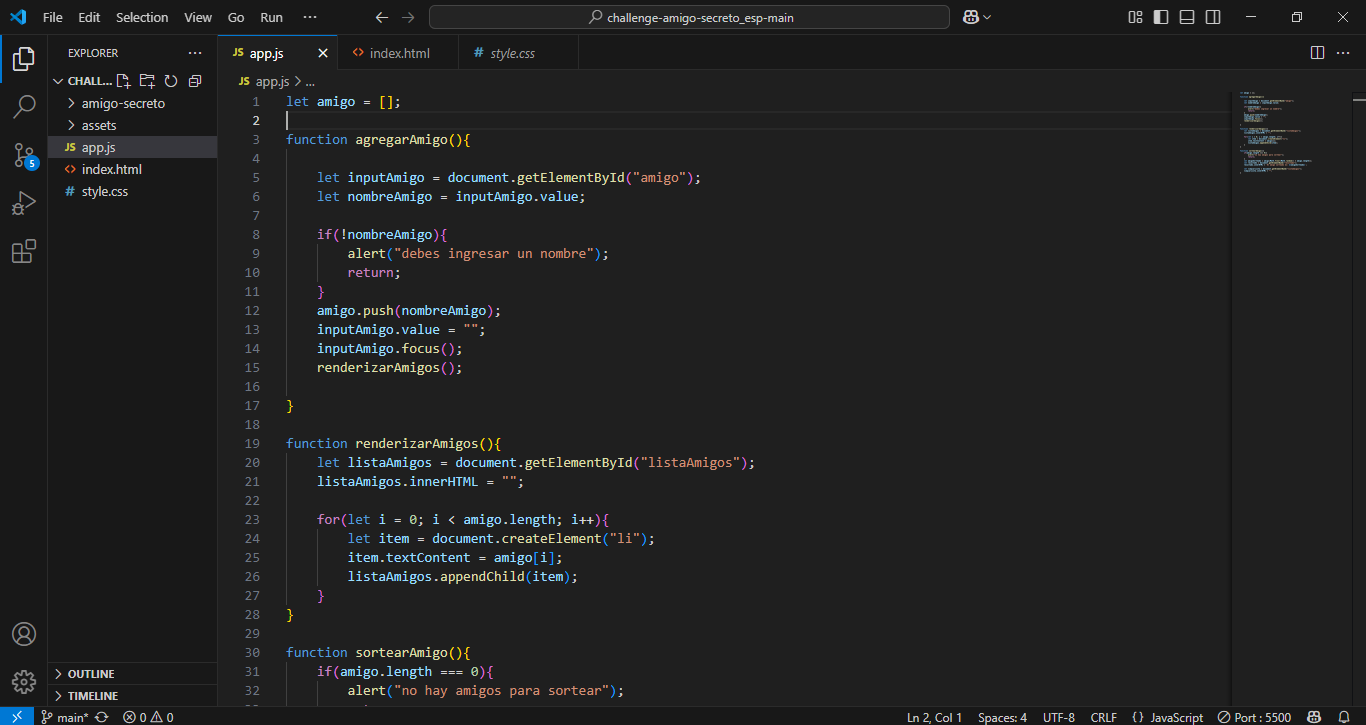 File Edit Selection View Go Run ··· challenge-amigo-secreto_esp-main
EXPLORER ···
CHALL...
amigo-secreto
assets
JS app.js
<> index.html
# style.css
OUTLINE
TIMELINE
JS app.js <> index.html # style.css ···
JS app.js > ...
1 let amigo = [];
2
3 function agregarAmigo(){
4
5 let inputAmigo = document.getElementById("amigo");
6 let nombreAmigo = inputAmigo.value;
7
8 if(!nombreAmigo){
9 alert("debes ingresar un nombre");
10 return;
11 }
12 amigo.push(nombreAmigo);
13 inputAmigo.value = "";
14 inputAmigo.focus();
15 renderizarAmigos();
16
17 }
18
19 function renderizarAmigos(){
20 let listaAmigos = document.getElementById("listaAmigos");
21 listaAmigos.innerHTML = "";
22
23 for(let i = 0; i < amigo.length; i++){
24 let item = document.createElement("li");
25 item.textContent = amigo[i];
26 listaAmigos.appendChild(item);
27 }
28 }
29
30 function sortearAmigo(){
31 if(amigo.length === 0){
32 alert("no hay amigos para sortear");
5
main* 0 0 Ln 2, Col 1 Spaces: 4 UTF-8 CRLF {} JavaScript Port : 5500